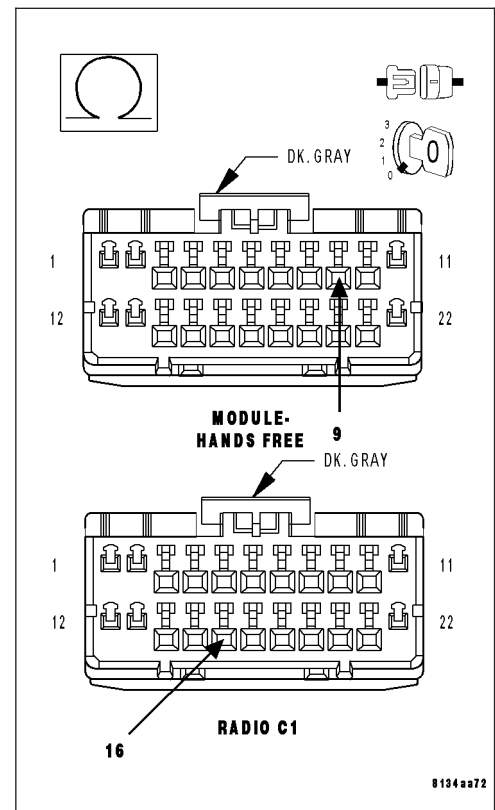 3
2
1
0
DK. GRAY
1 11
12 22
MODULE-
HANDS FREE 9
DK. GRAY
1 11
12 22
RADIO C1
16
8134aa72